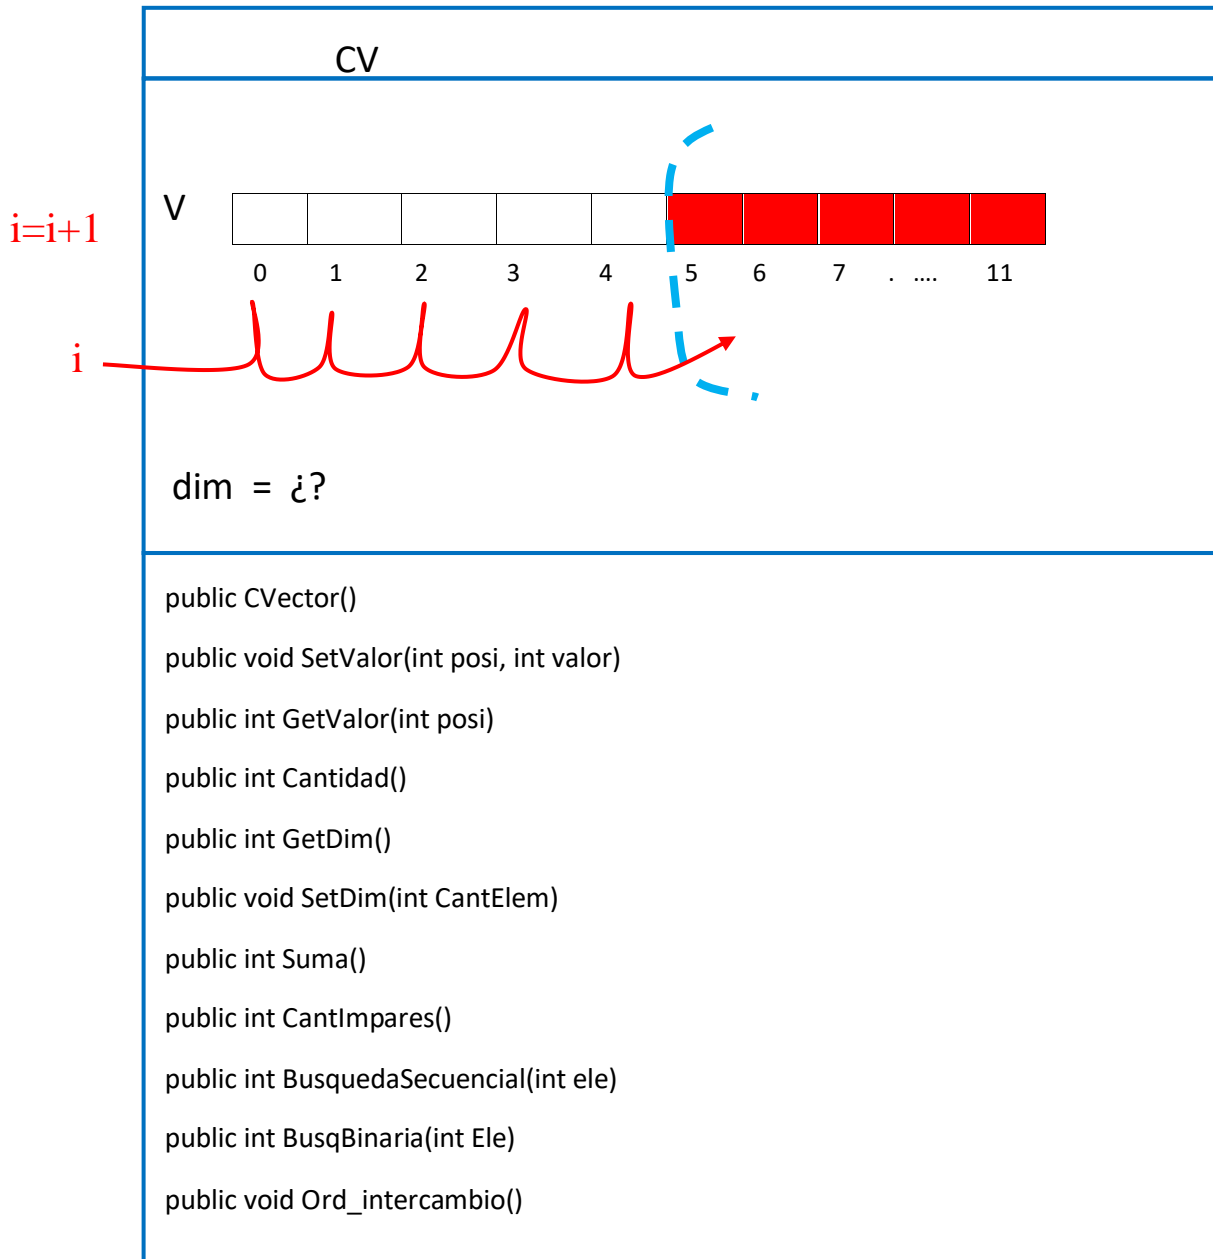 CV
V
i=i+1
0 1 2 3 4 5 6 7 . .... 11
i
dim = ¿?
public CVector()
public void SetValor(int posi, int valor)
public int GetValor(int posi)
public int Cantidad()
public int GetDim()
public void SetDim(int CantElem)
public int Suma()
public int CantImpares()
public int BusquedaSecuencial(int ele)
public int BusqBinaria(int Ele)
public void Ord_intercambio()